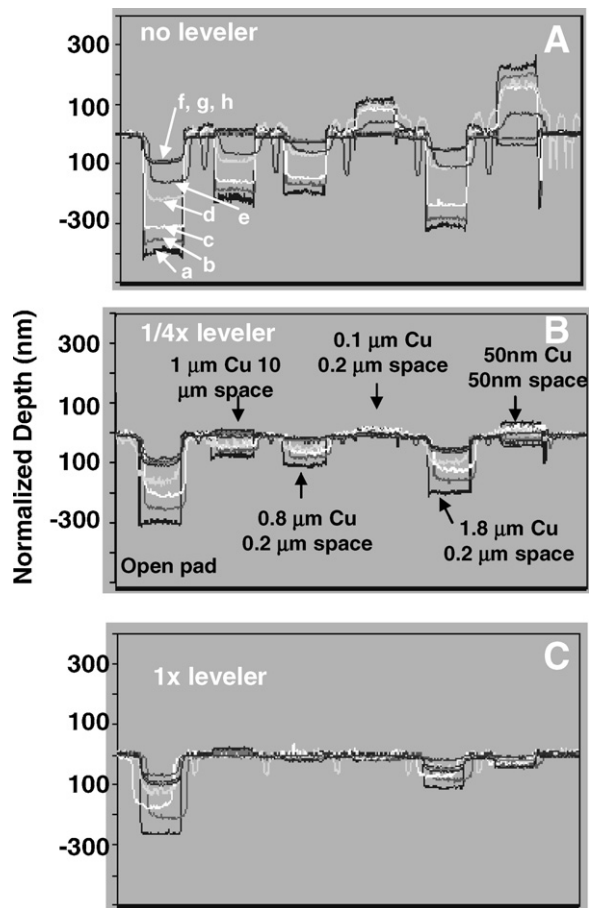 Normalized Depth (nm)
300
100
100
-300
no leveler
A
f, g, h
e
d
c
b
a
300
100
100
-300
1/4x leveler
B
1 μm Cu 10
μm space
0.1 μm Cu
0.2 μm space
50nm Cu
50nm space
0.8 μm Cu
0.2 μm space
1.8 μm Cu
0.2 μm space
Open pad
300
100
100
-300
1x leveler
C